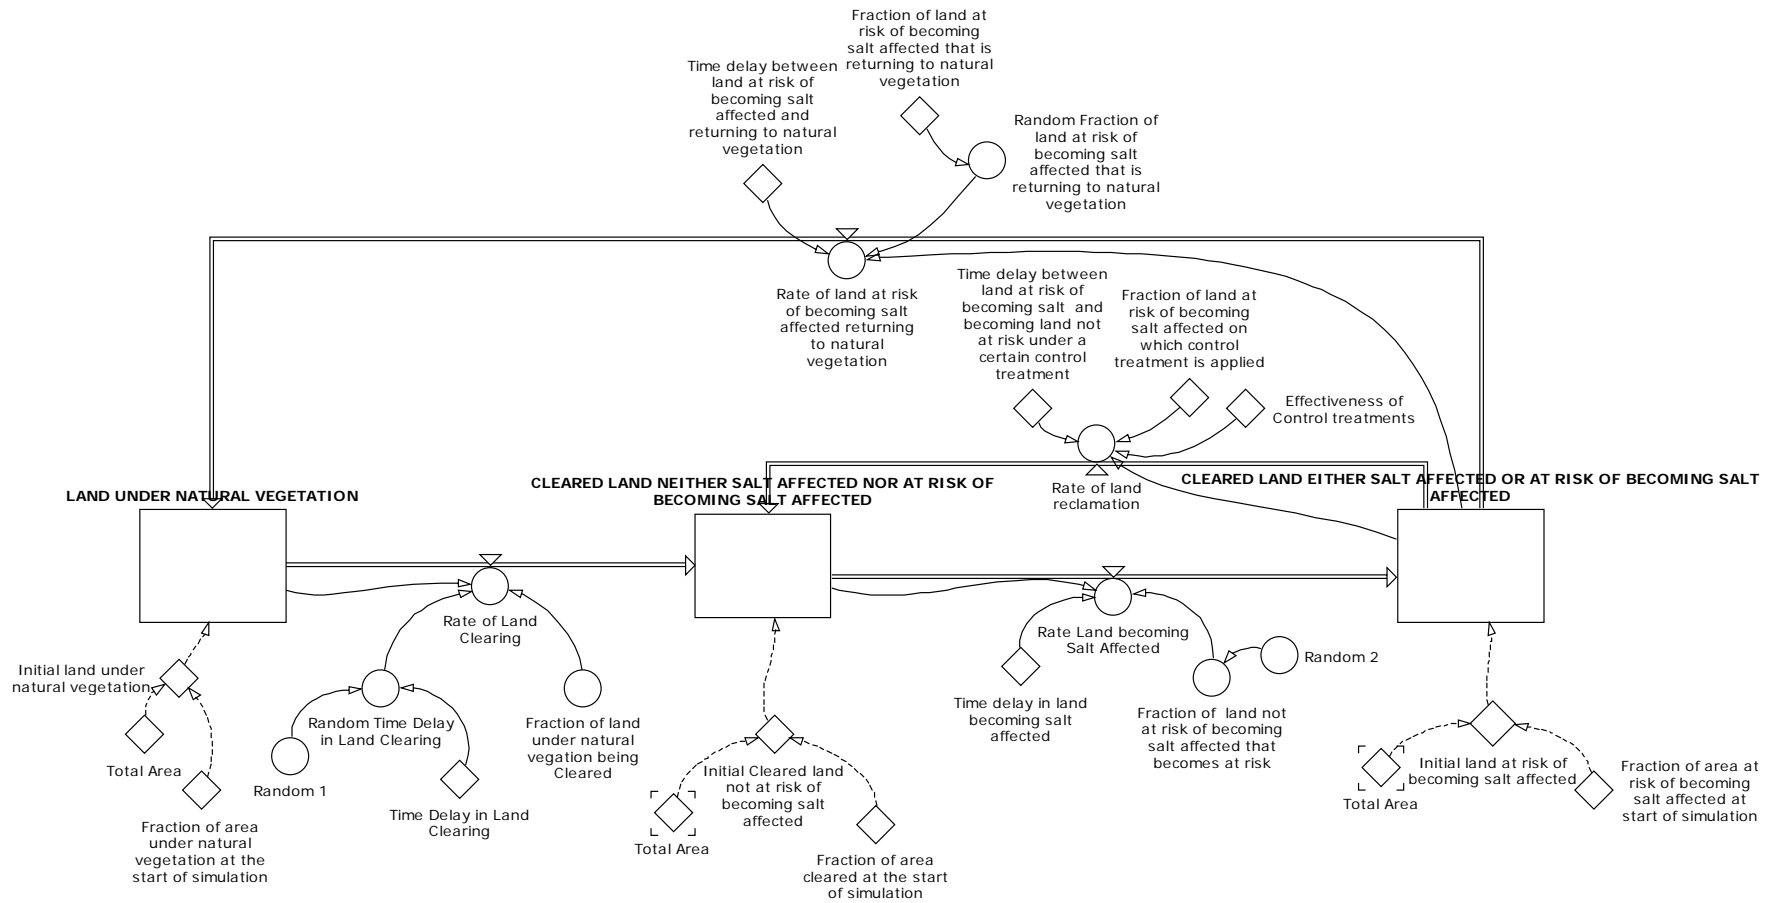 Fraction of land at
risk of becoming
salt affected that is
returning to natural
vegetation
Time delay between
land at risk of
becoming salt
affected and
returning to natural
vegetation
Random Fraction of
land at risk of
becoming salt
affected that is
returning to natural
vegetation
Rate of land at risk
of becoming salt
affected returning
to natural
vegetation
Time delay between
land at risk of
becoming salt and
becoming land not
at risk under a
certain control
treatment
Fraction of land at
risk of becoming
salt affected on
which control
treatment is applied
Effectiveness of
Control treatments
Rate of land
reclamation
LAND UNDER NATURAL VEGETATION
CLEARED LAND NEITHER SALT AFFECTED NOR AT RISK OF
BECOMING SALT AFFECTED
CLEARED LAND EITHER SALT AFFECTED OR AT RISK OF BECOMING SALT
AFFECTED
Rate of Land
Clearing
Rate Land becoming
Salt Affected
Initial land under
natural vegetation
Total Area
Fraction of area
under natural
vegetation at the
start of simulation
Random Time Delay
in Land Clearing
Random 1
Time Delay in Land
Clearing
Fraction of land
under natural
vegation being
Cleared
Initial Cleared land
not at risk of
becoming salt
affected
Total Area
Fraction of area
cleared at the start
of simulation
Time delay in land
becoming salt
affected
Random 2
Fraction of land not
at risk of becoming
salt affected that
becomes at risk
Initial land at risk of
becoming salt affected
Total Area
Fraction of area at
risk of becoming
salt affected at
start of simulation